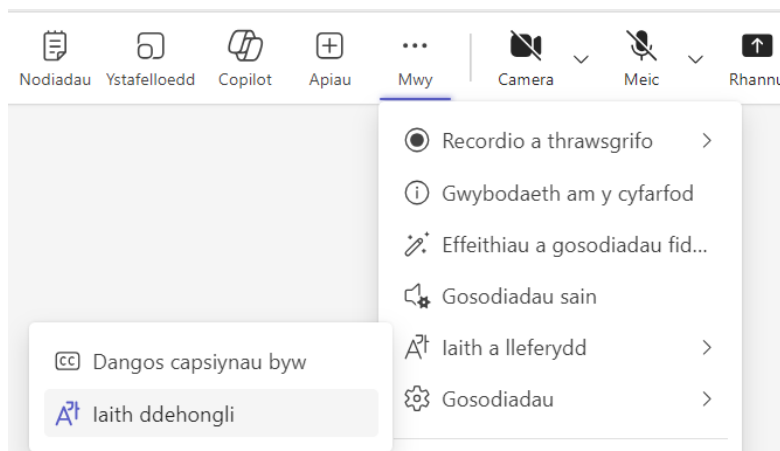 Nodiadau Ystafelloedd Copilot Apiau Mwy Camera Meic Rhannu
Recordio a thrawsgrifo
Gwybodaeth am y cyfarfod
Effeithiau a gosodiadau fid...
Gosodiadau sain
Iaith a lleferydd
Gosodiadau
CC Dangos capsiynau byw
Iaith ddehongli